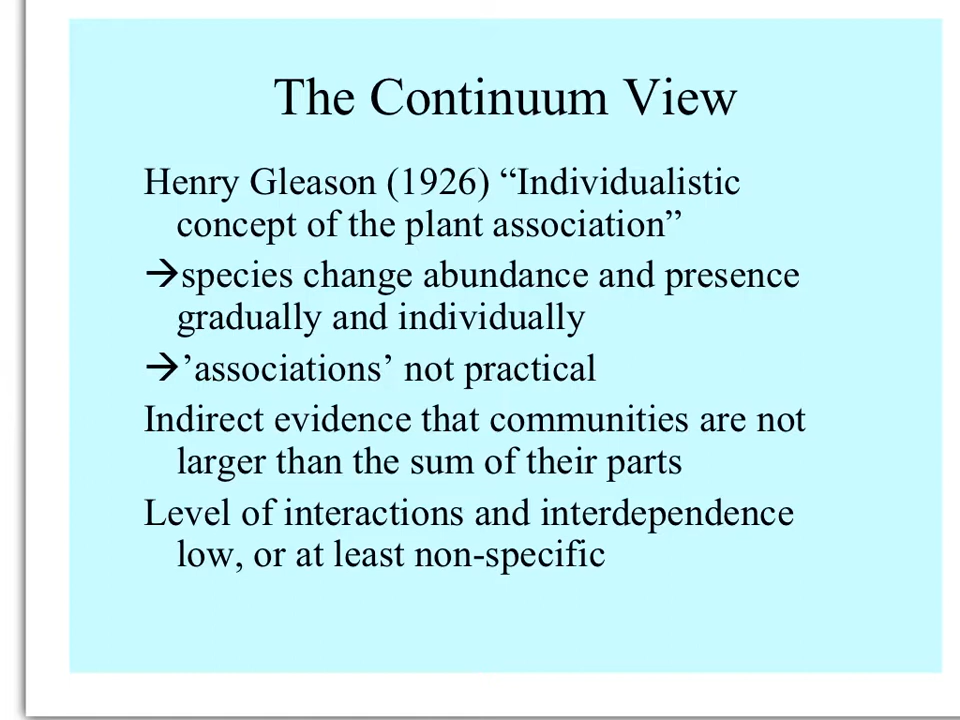 The Continuum View
Henry Gleason (1926) “Individualistic
concept of the plant association”
→species change abundance and presence
gradually and individually
→’associations’ not practical
Indirect evidence that communities are not
larger than the sum of their parts
Level of interactions and interdependence
low, or at least non-specific